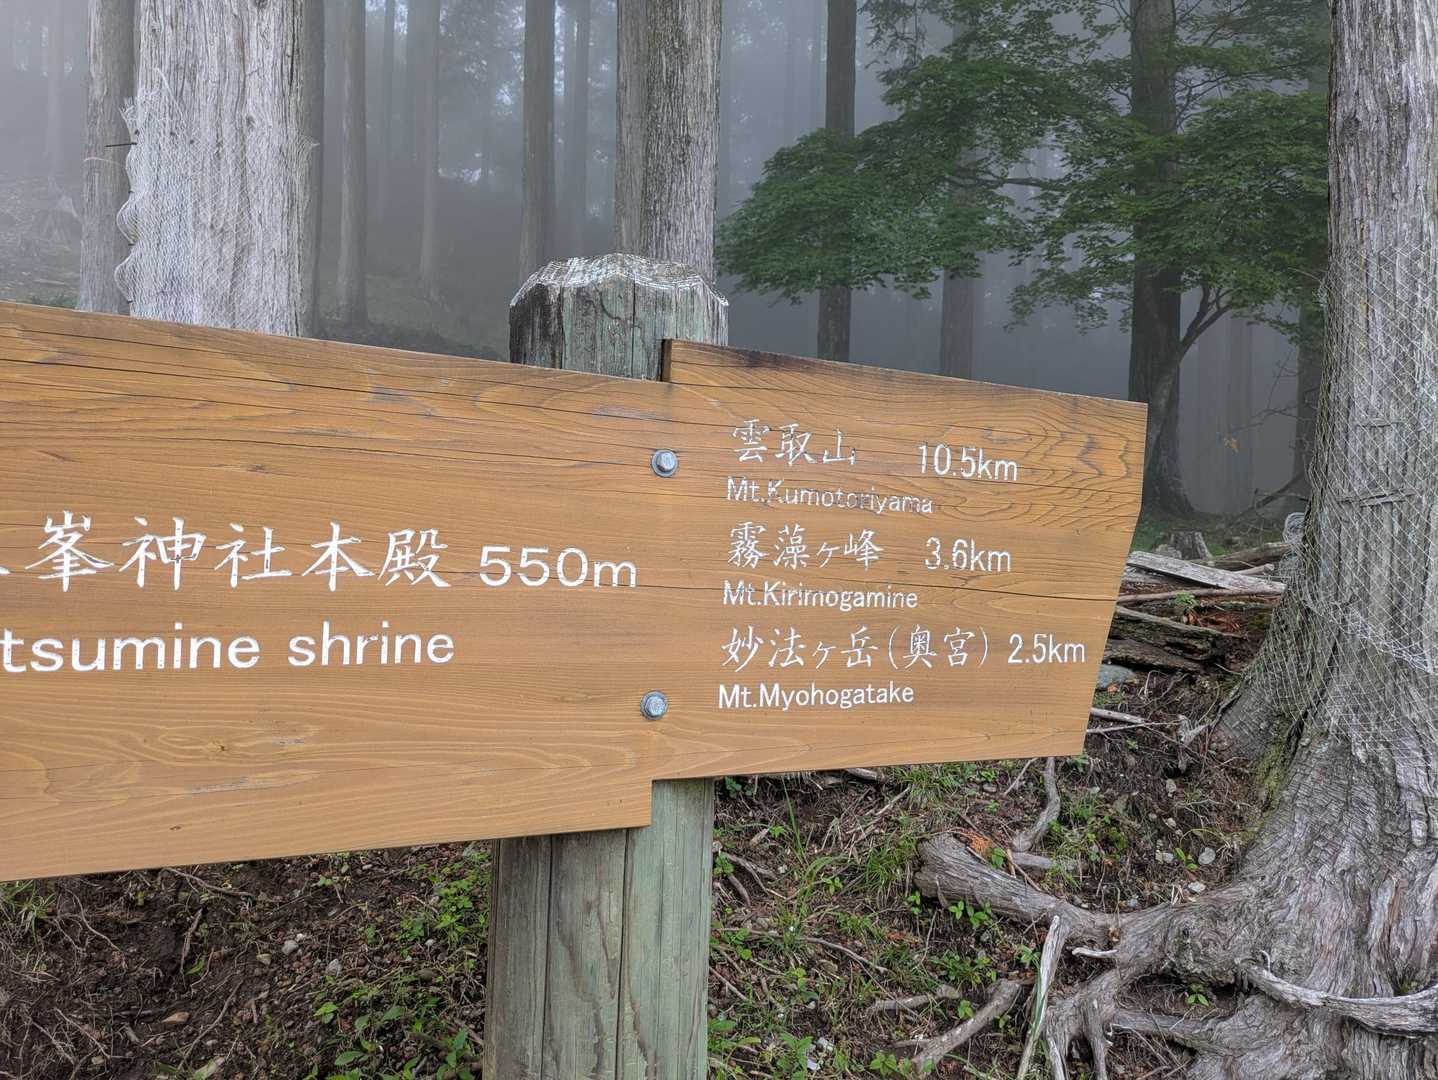 峯神社本殿 550m
tsumine shrine
雲取山 10.5km
Mt.Kumotoriyama
霧藻ヶ峰 3.6km
Mt.Kirimogamine
妙法ヶ岳(奥宮) 2.5km
Mt.Myohogatake